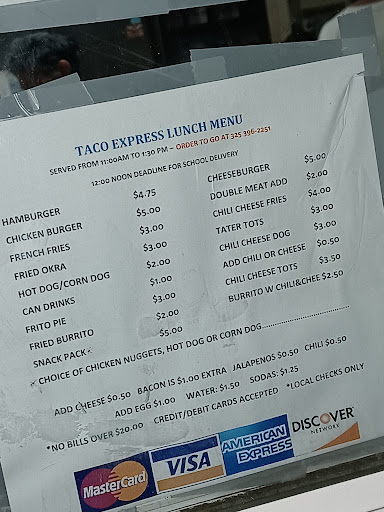 TACO EXPRESS LUNCH MENU
SERVED FROM 11:00AM TO 1:30 PM – ORDER TO GO AT 325 396-2251
12:00 NOON DEADLINE FOR SCHOOL DELIVERY
HAMBURGER $4.75
CHICKEN BURGER $5.00
FRENCH FRIES $3.00
FRIED OKRA $3.00
HOT DOG/CORN DOG $2.00
CAN DRINKS $1.00
FRITO PIE $3.00
FRIED BURRITO $2.00
SNACK PACK* $5.00
CHEESEBURGER $5.00
DOUBLE MEAT ADD $2.00
CHILI CHEESE FRIES $4.00
TATER TOTS $3.00
CHILI CHEESE DOG $3.00
ADD CHILI OR CHEESE $0.50
CHILI CHEESE TOTS $3.50
BURRITO W CHILI&CHEE $2.50
*CHOICE OF CHICKEN NUGGETS, HOT DOG OR CORN DOG......................
ADD CHEESE $0.50 BACON IS $1.00 EXTRA JALAPENOS $0.50 CHILI $0.50
ADD EGG $1.00 WATER: $1.50 SODAS: $1.25
*NO BILLS OVER $20.00 CREDIT/DEBIT CARDS ACCEPTED *LOCAL CHECKS ONLY
MasterCard
VISA
AMERICAN EXPRESS
DISCOVER
NETWORK